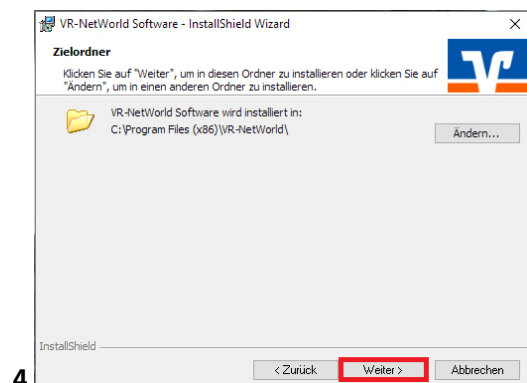 VR-NetWorld Software - InstallShield Wizard
Zielordner
Klicken Sie auf "Weiter", um in diesen Ordner zu installieren oder klicken Sie auf
"Ändern", um in einen anderen Ordner zu installieren.
VR-NetWorld Software wird installiert in:
C:\Program Files (x86)\VR-NetWorld\
Ändern...
InstallShield
< Zurück
Weiter >
Abbrechen
4